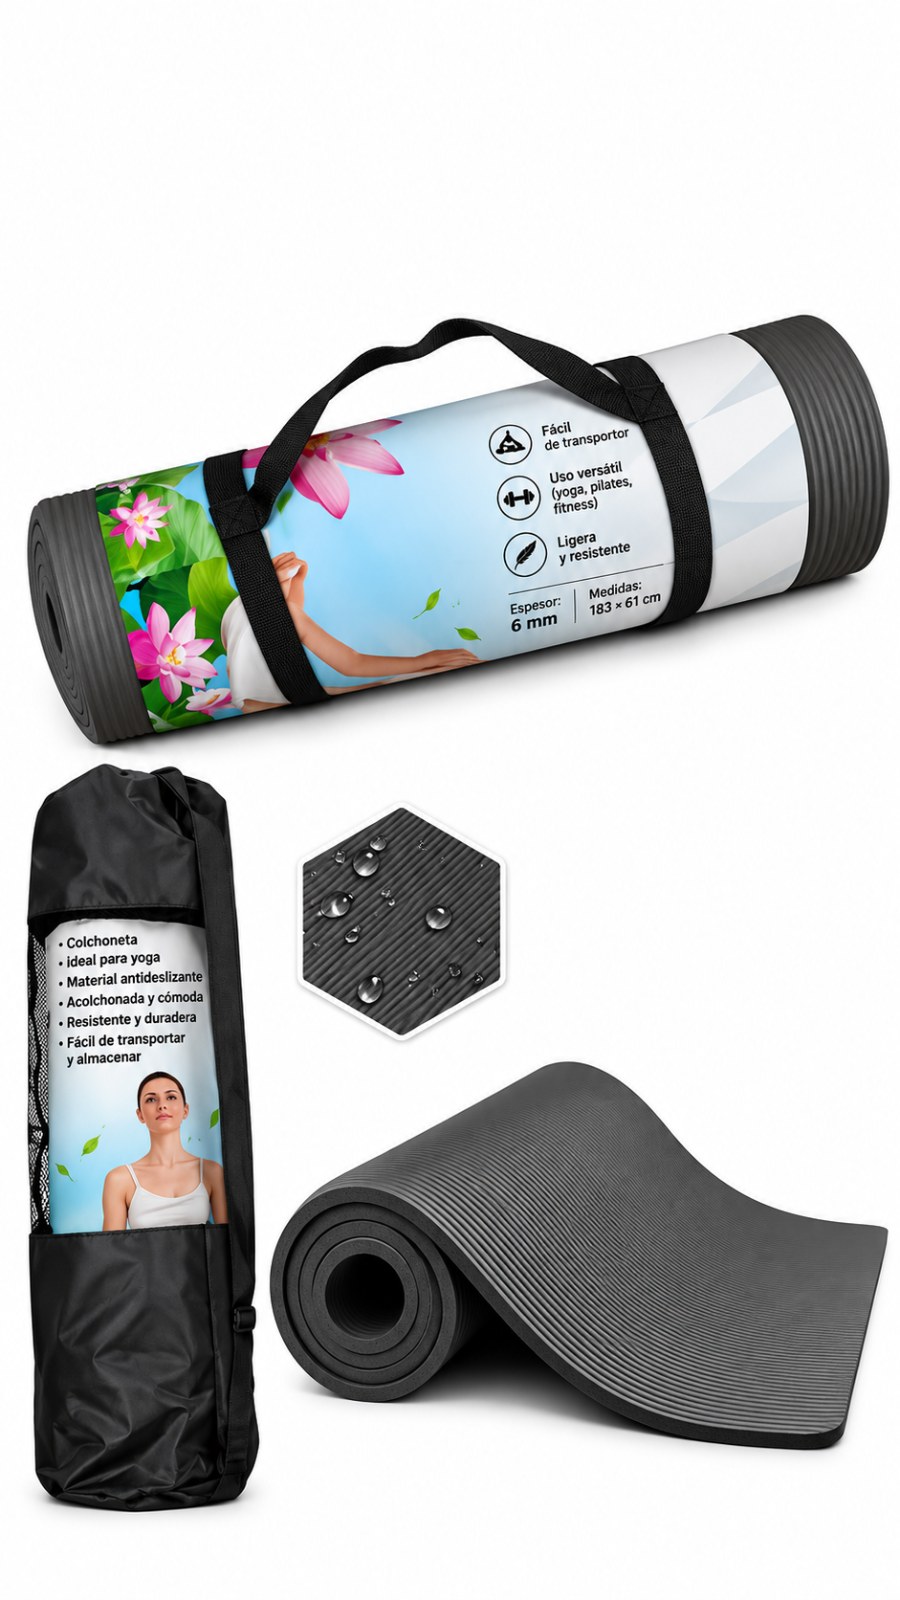 Fácil
de transportor
Uso versátil
(yoga, pilates,
fitness)
Ligera
y resistente
Espesor:
6 mm
Medidas:
183 × 61 cm
• Colchoneta
• ideal para yoga
• Material antideslizante
• Acolchonada y cómoda
• Resistente y duradera
• Fácil de transportar
y almacenar